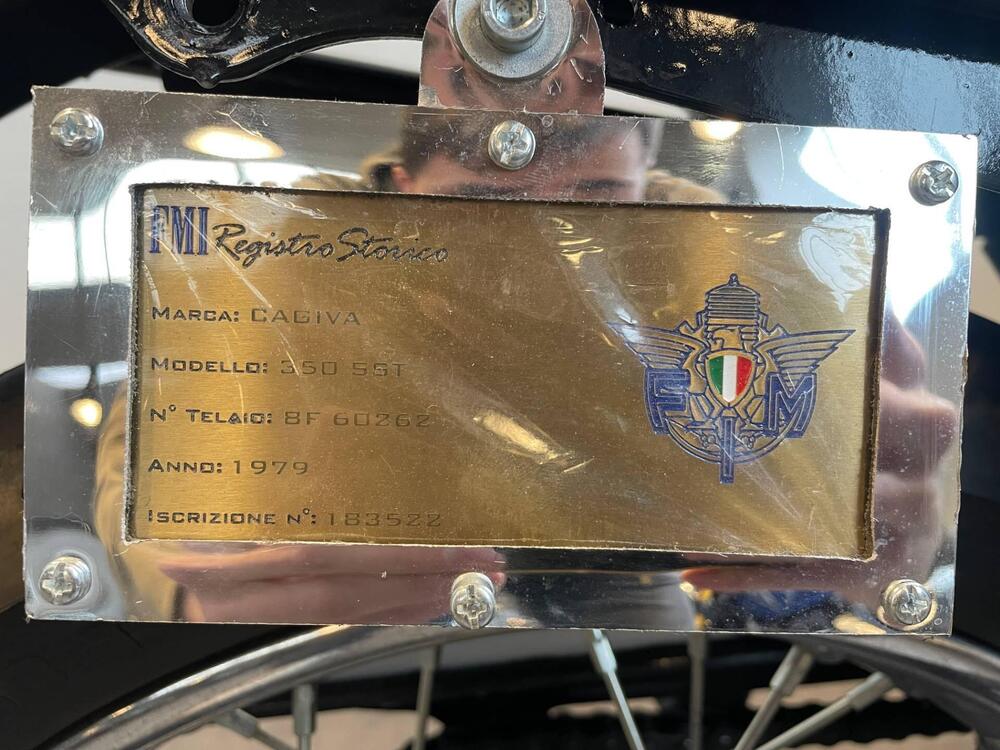 FMI Registro Storico
MARCA: CAGIVA
MODELLO: 350 SST
N° TELAIO: 8F 60262
ANNO: 1979
ISCRIZIONE N°: 183522
F M
I